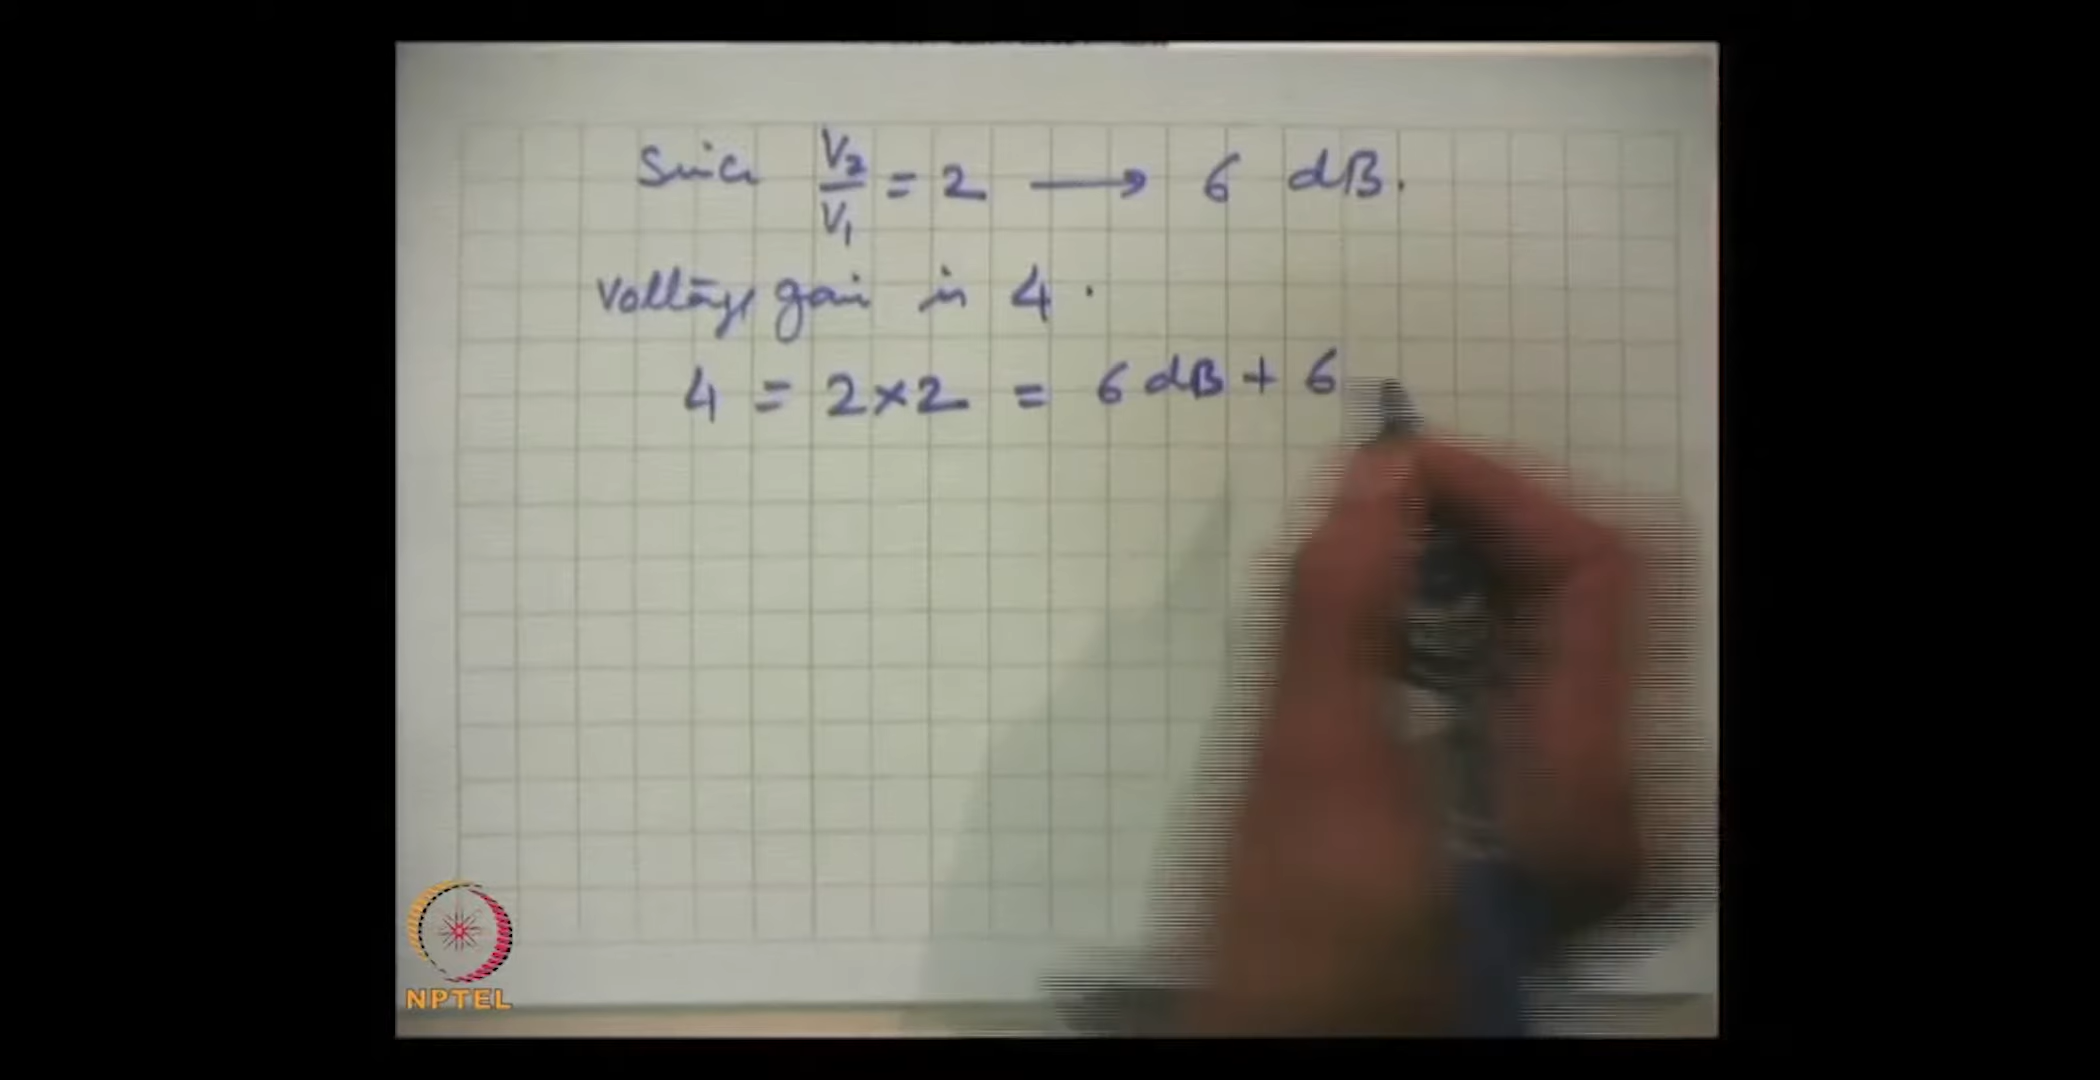 Since V2/V1 = 2 → 6 dB.
Voltage gain is 4.
4 = 2×2 = 6 dB + 6
NPTEL